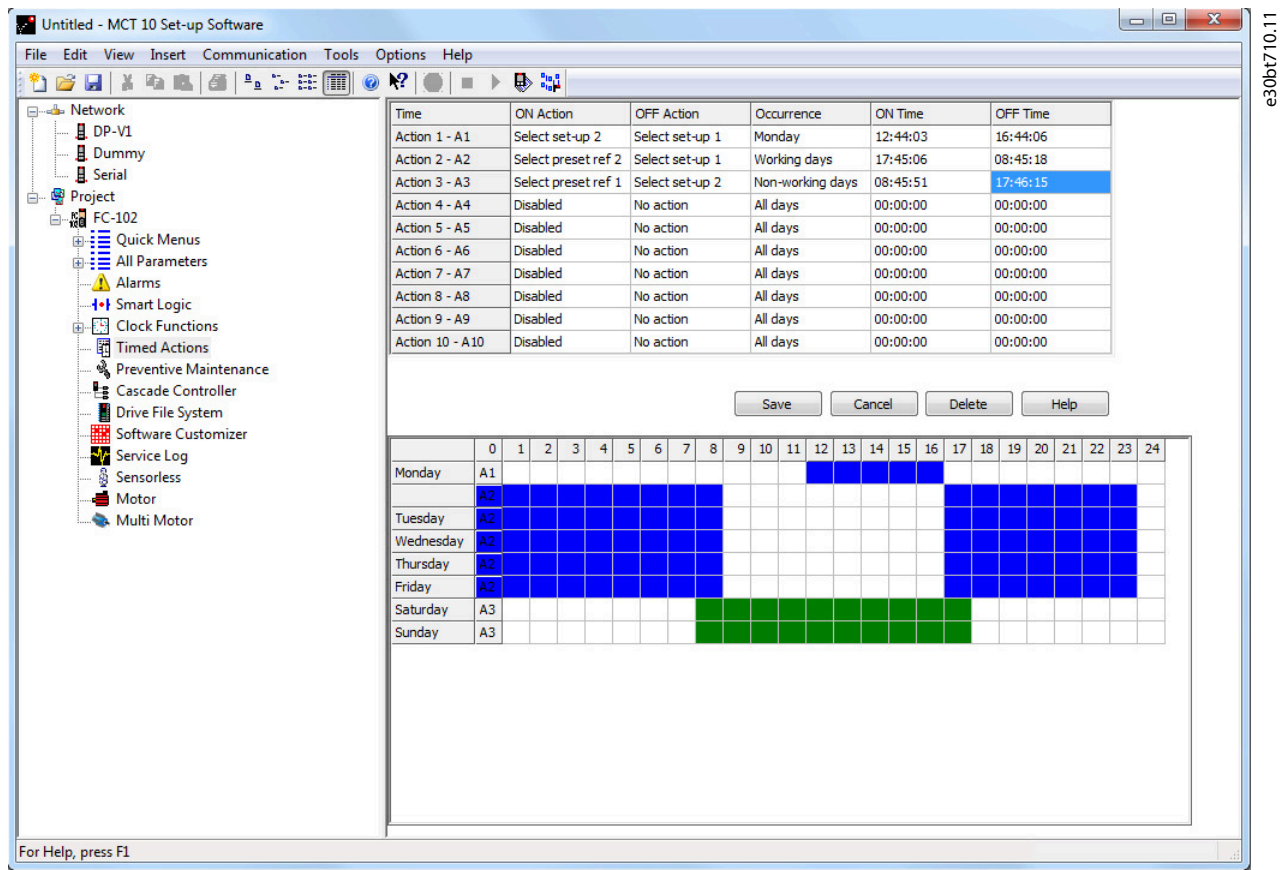 Untitled - MCT 10 Set-up Software
e30bt710.11
File Edit View Insert Communication Tools Options Help
Network
DP-V1
Dummy
Serial
Project
FC-102
Quick Menus
All Parameters
Alarms
Smart Logic
Clock Functions
Timed Actions
Preventive Maintenance
Cascade Controller
Drive File System
Software Customizer
Service Log
Sensorless
Motor
Multi Motor
Time ON Action OFF Action Occurrence ON Time OFF Time
Action 1 - A1 Select set-up 2 Select set-up 1 Monday 12:44:03 16:44:06
Action 2 - A2 Select preset ref 2 Select set-up 1 Working days 17:45:06 08:45:18
Action 3 - A3 Select preset ref 1 Select set-up 2 Non-working days 08:45:51 17:46:15
Action 4 - A4 Disabled No action All days 00:00:00 00:00:00
Action 5 - A5 Disabled No action All days 00:00:00 00:00:00
Action 6 - A6 Disabled No action All days 00:00:00 00:00:00
Action 7 - A7 Disabled No action All days 00:00:00 00:00:00
Action 8 - A8 Disabled No action All days 00:00:00 00:00:00
Action 9 - A9 Disabled No action All days 00:00:00 00:00:00
Action 10 - A10 Disabled No action All days 00:00:00 00:00:00
Save Cancel Delete Help
0 1 2 3 4 5 6 7 8 9 10 11 12 13 14 15 16 17 18 19 20 21 22 23 24
Monday A1
A2
Tuesday A2
Wednesday A2
Thursday A2
Friday A2
Saturday A3
Sunday A3
For Help, press F1